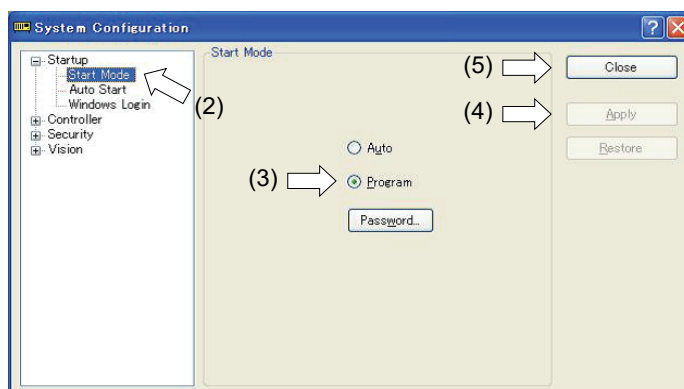 System Configuration
Startup
Start Mode
Auto Start
Windows Login
Controller
Security
Vision
(2)
Start Mode
Auto
(3)
Program
Password...
(5)
Close
(4)
Apply
Restore